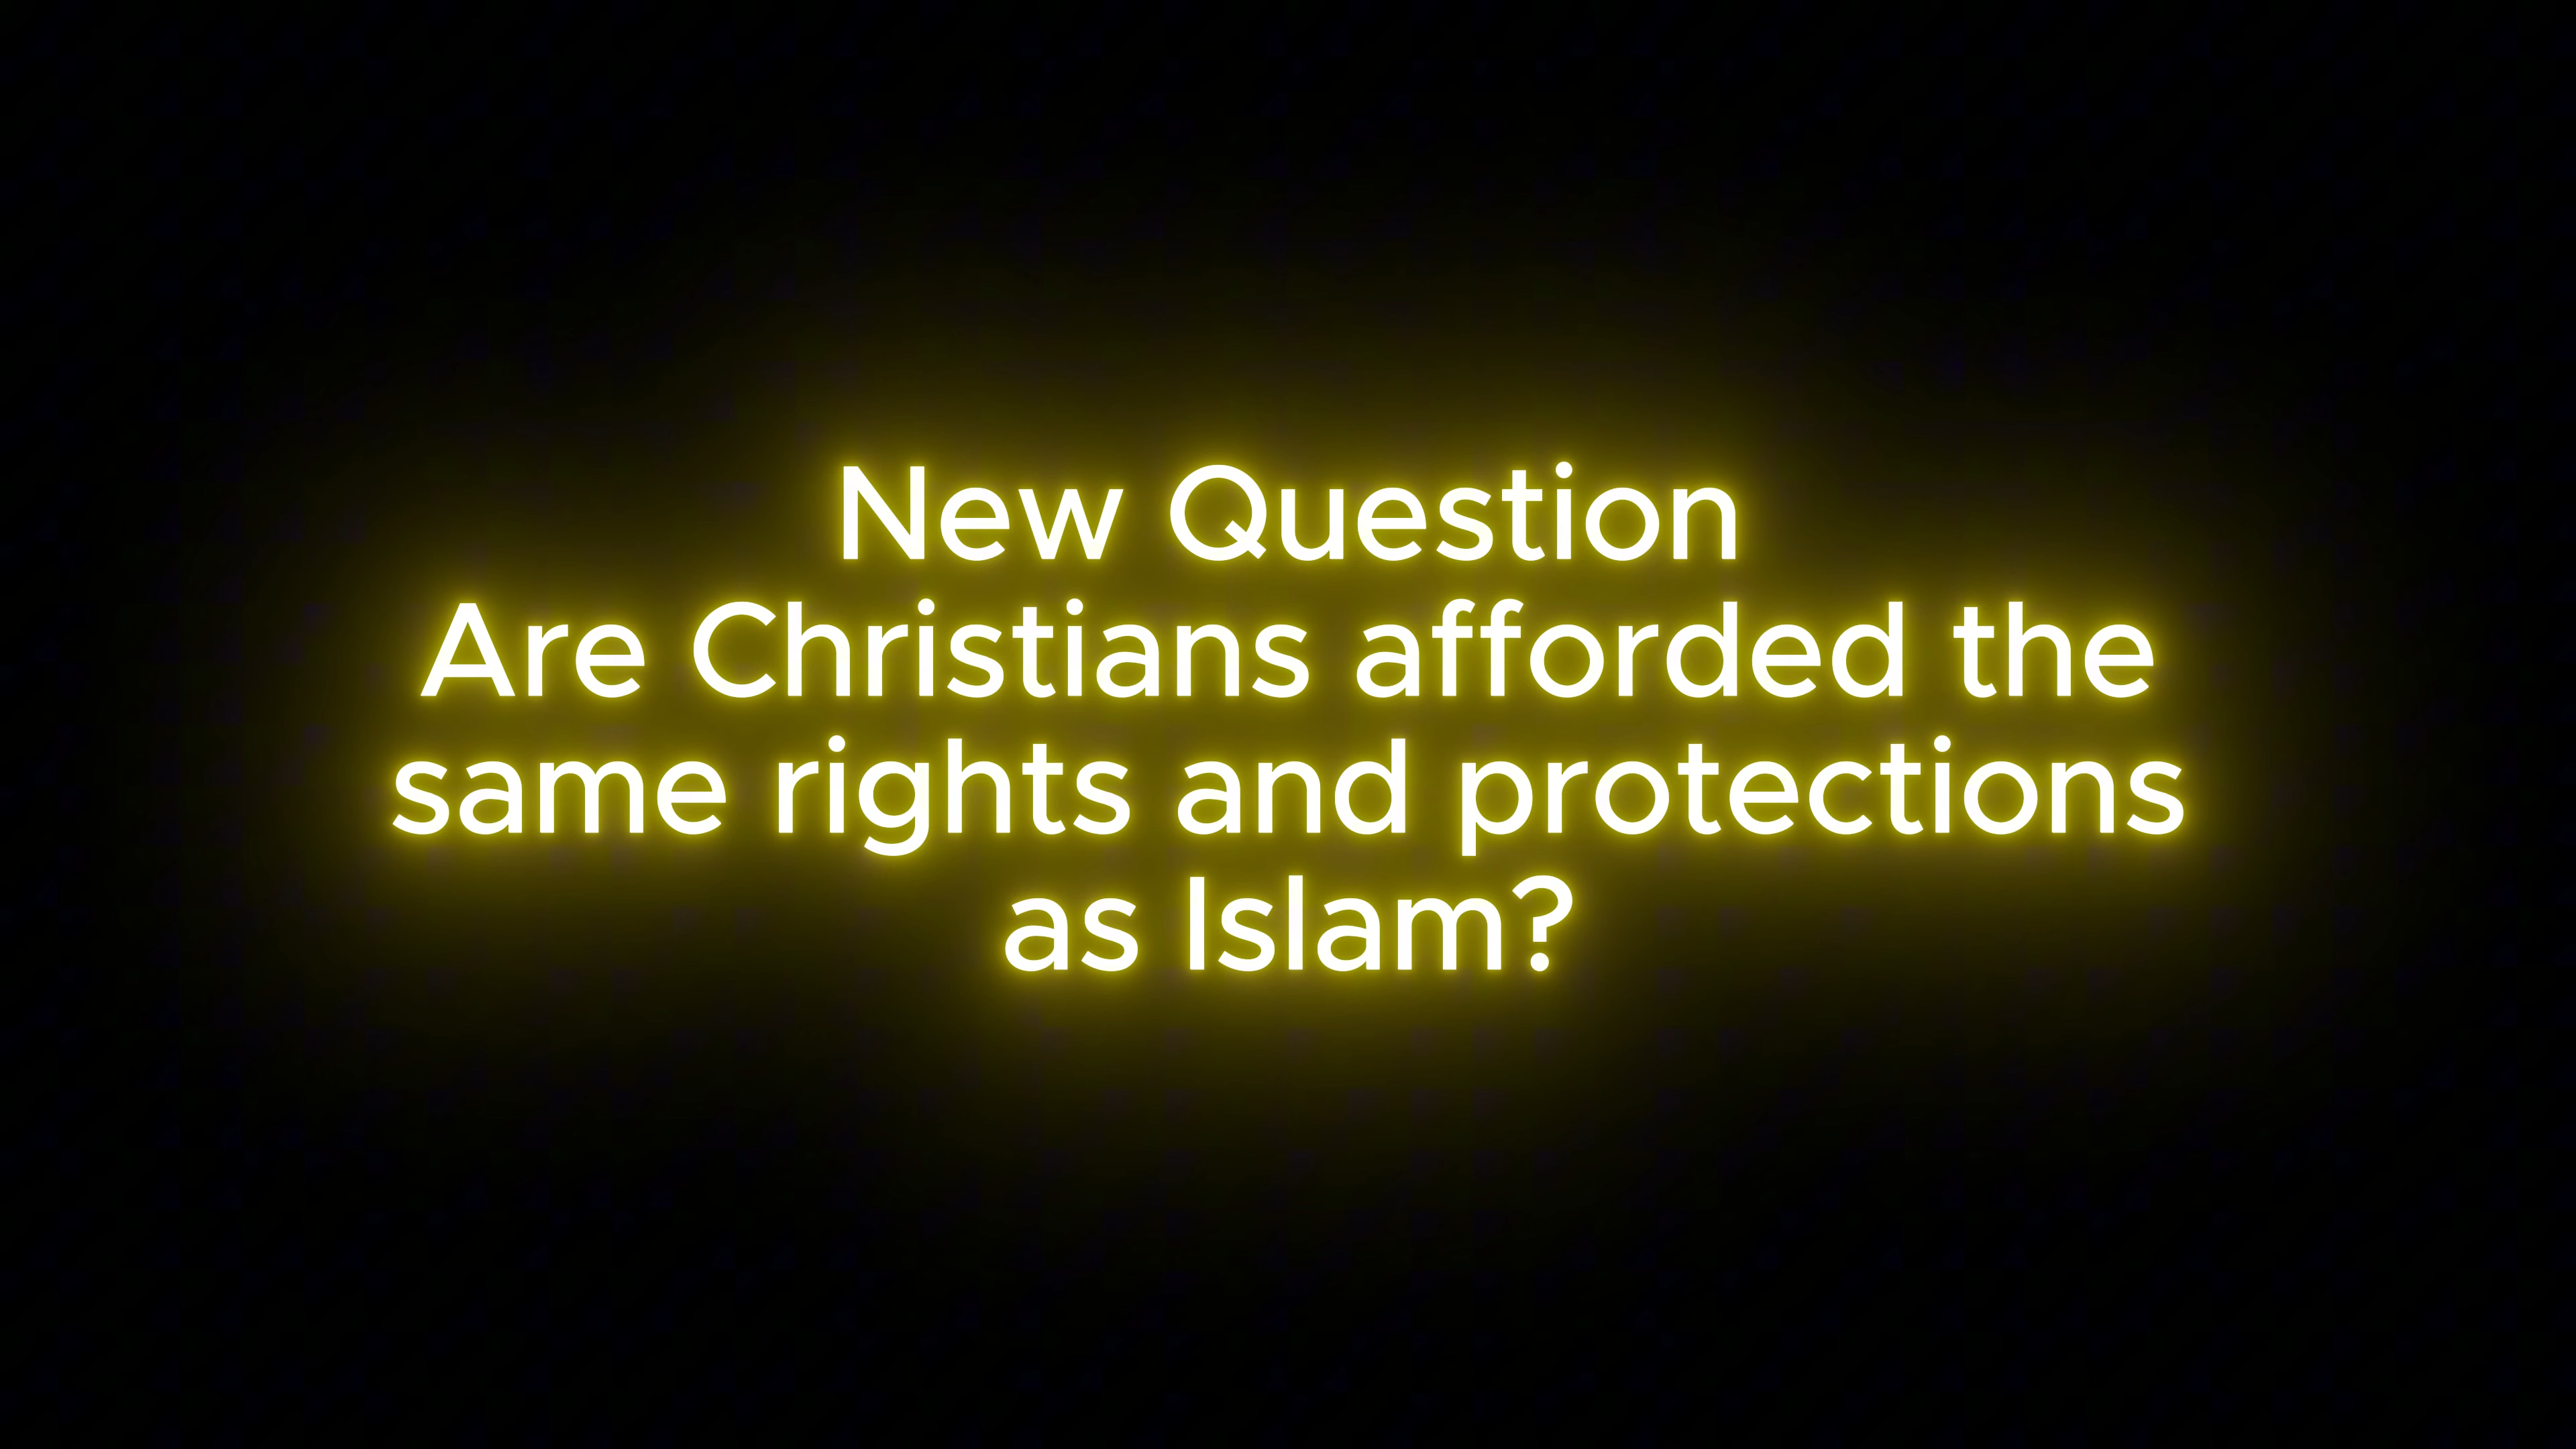 New Question
Are Christians afforded the
same rights and protections
as Islam?